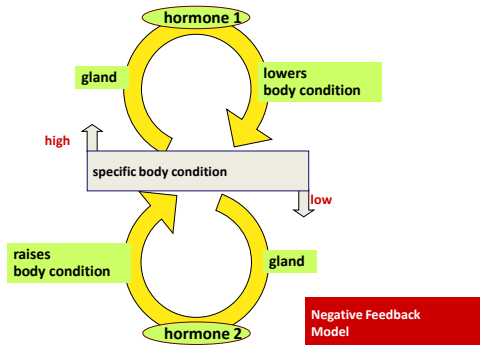 hormone 1
gland
lowers
body condition
high
specific body condition
low
raises
body condition
gland
hormone 2
Negative Feedback
Model